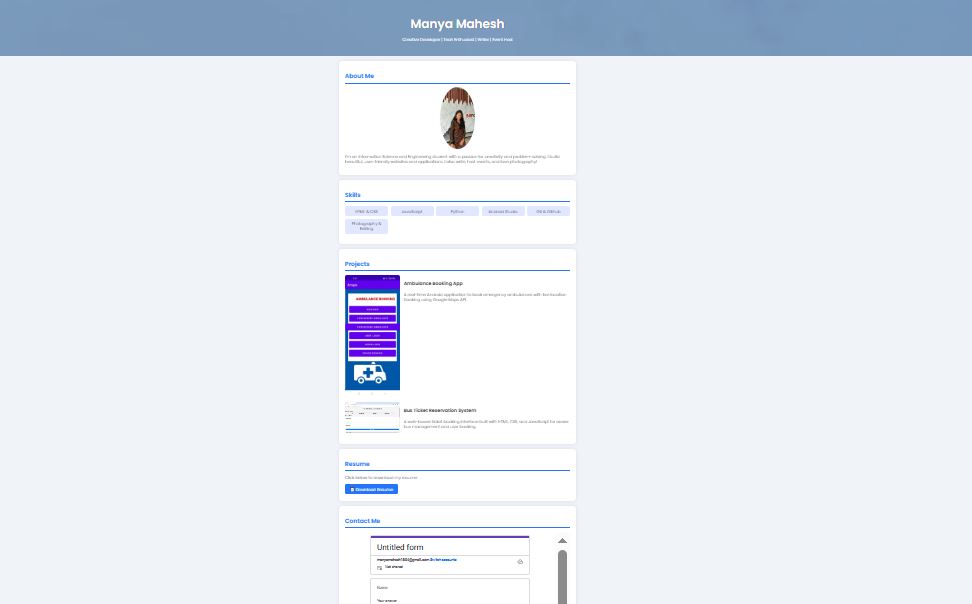 Manya Mahesh
Creative Developer | Tech Enthusiast | Writer | Event Host
About Me
I'm an Information Science and Engineering student with a passion for creativity and problem-solving. I build
beautiful, user-friendly websites and applications. I also write, host events, and love photography!
Skills
HTML & CSS
JavaScript
Python
Android Studio
Git & GitHub
Photography &
Editing
Projects
AMBULANCE BOOKING
Ambulance Booking App
A real-time Android application to book emergency ambulances with live location
tracking using Google Maps API.
Bus Ticket Reservation System
A web-based ticket booking interface built with HTML, CSS, and JavaScript for easier
bus management and user booking.
Resume
Click below to download my resume:
Download Resume
Contact Me
Untitled form
Switch accounts
Not shared
Name
Your answer